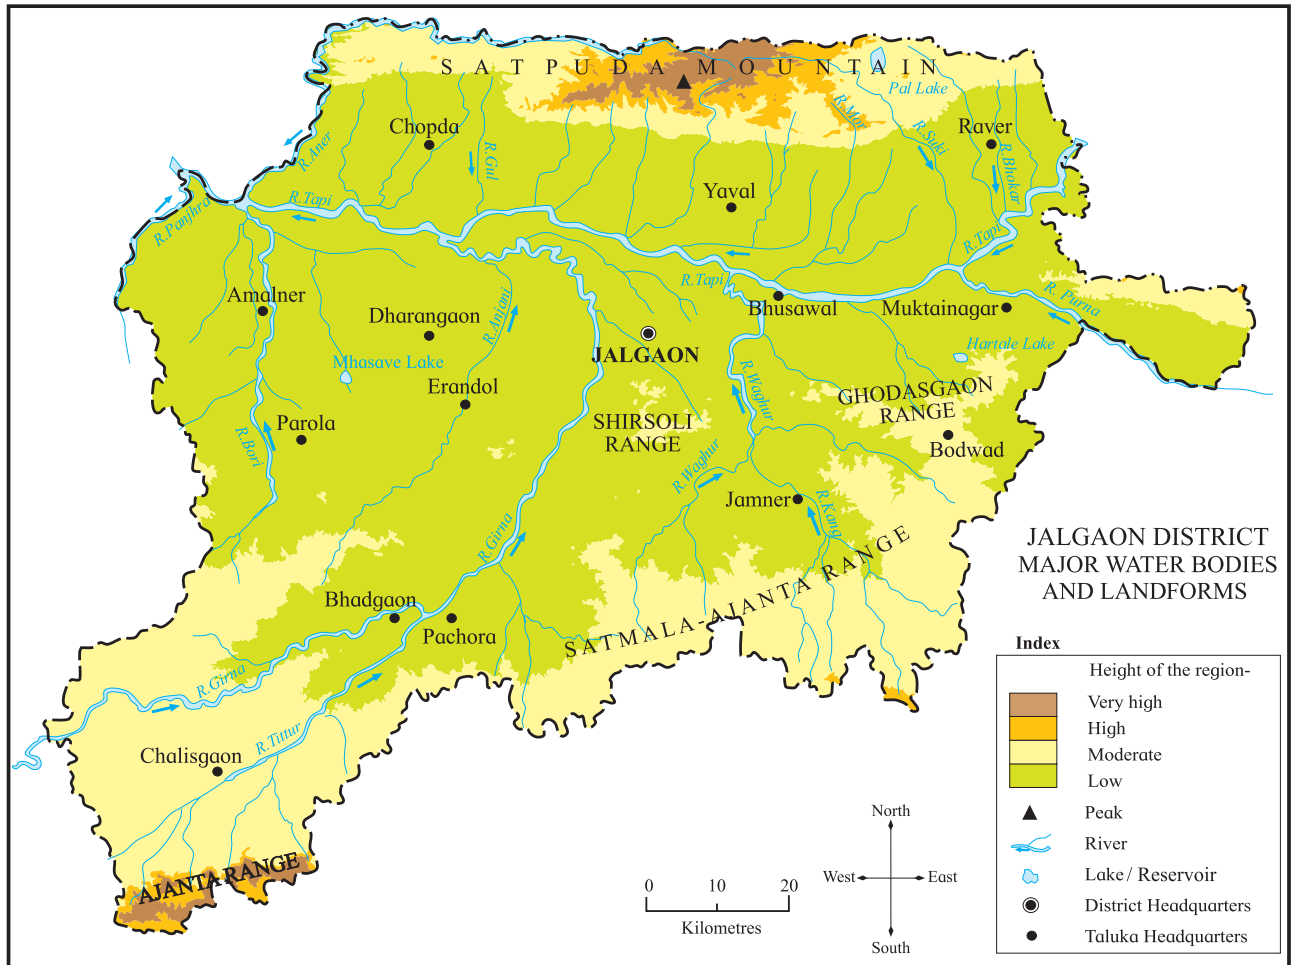 SATPUDA MOUNTAIN
Pal Lake
R.Mor
R.Suki
Chopda
Raver
R.Aner
R.Gul
R.Bhokar
Yaval
R.Tapi
R.Panjhra
R.Tapi
R.Tapi
Amalner
Dharangaon
R.Anjani
Bhusawal
Muktainagar
R. Purna
JALGAON
Hartale Lake
Mhasave Lake
Erandol
R.Waghur
GHODASGAON
RANGE
SHIRSOLI
RANGE
Parola
R.Bori
Bodwad
R.Waghur
Jamner
R.Kang
R.Girna
SATMALA-AJANTA RANGE
Bhadgaon
Pachora
R.Girna
R.Tittur
Chalisgaon
AJANTA RANGE
JALGAON DISTRICT
MAJOR WATER BODIES
AND LANDFORMS
Index
Height of the region-
Very high
High
Moderate
Low
Peak
River
Lake / Reservoir
District Headquarters
Taluka Headquarters
North
West
East
South
0 10 20
Kilometres